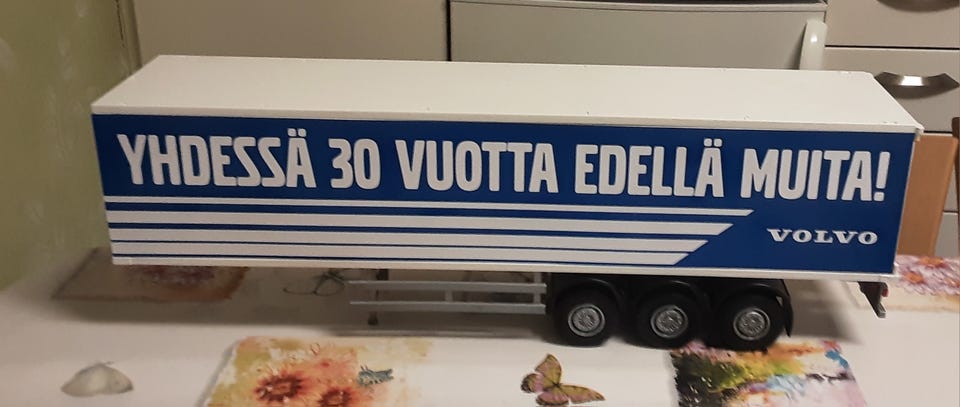 YHDESSÄ 30 VUOTTA EDELLÄ MUITA!
VOLVO